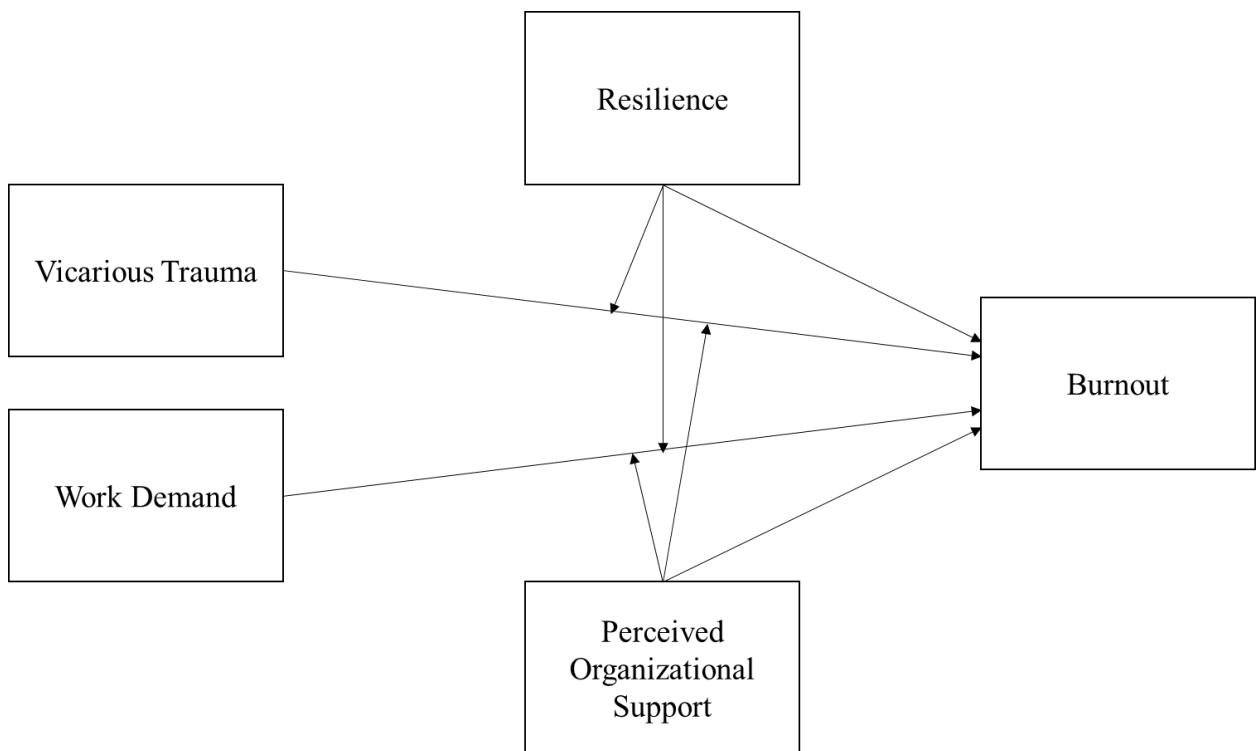 Resilience
Vicarious Trauma
Burnout
Work Demand
Perceived
Organizational
Support